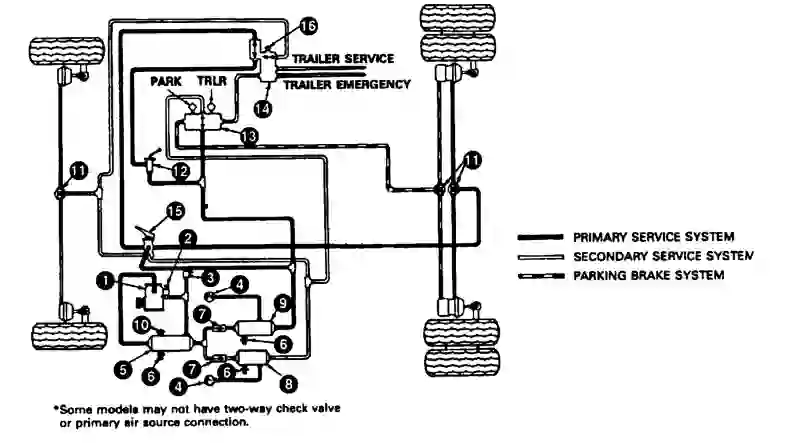 16
TRAILER SERVICE
PARK TRLR
TRAILER EMERGENCY
14
13
11
12
11
15
2
PRIMARY SERVICE SYSTEM
SECONDARY SERVICE SYSTEM
PARKING BRAKE SYSTEM
1
3
4
9
10
7
6
5
6
7
6
4
8
*Some models may not have two-way check valve
or primary air source connection.